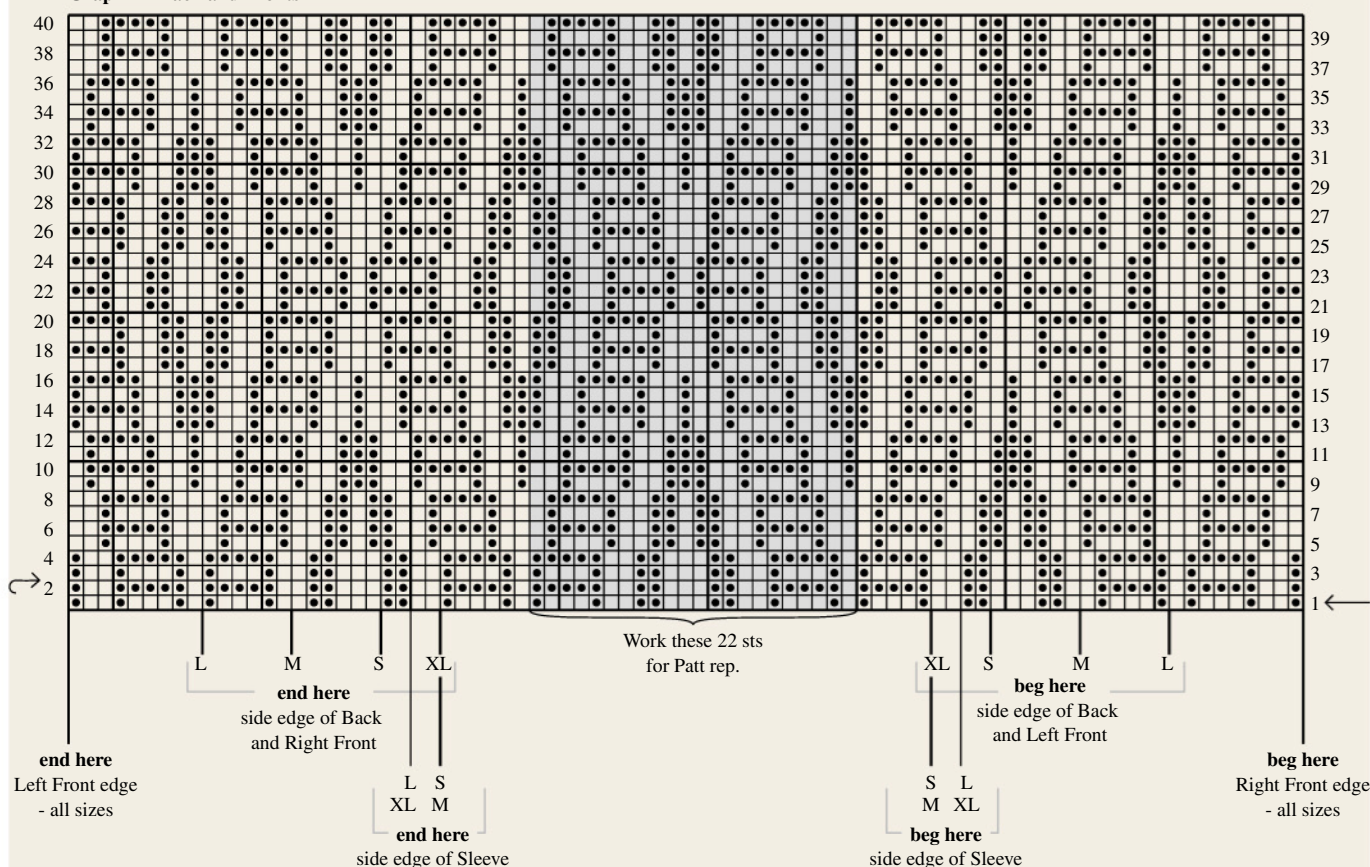 40
39
38
37
36
35
34
33
32
31
30
29
28
27
26
25
24
23
22
21
20
19
18
17
16
15
14
13
12
11
10
9
8
7
6
5
4
3
2
1
L M S XL
end here
side edge of Back
and Right Front
Work these 22 sts
for Patt rep.
XL S M L
beg here
side edge of Back
and Left Front
end here
Left Front edge
- all sizes
L S
XL M
end here
side edge of Sleeve
S L
M XL
beg here
side edge of Sleeve
beg here
Right Front edge
- all sizes